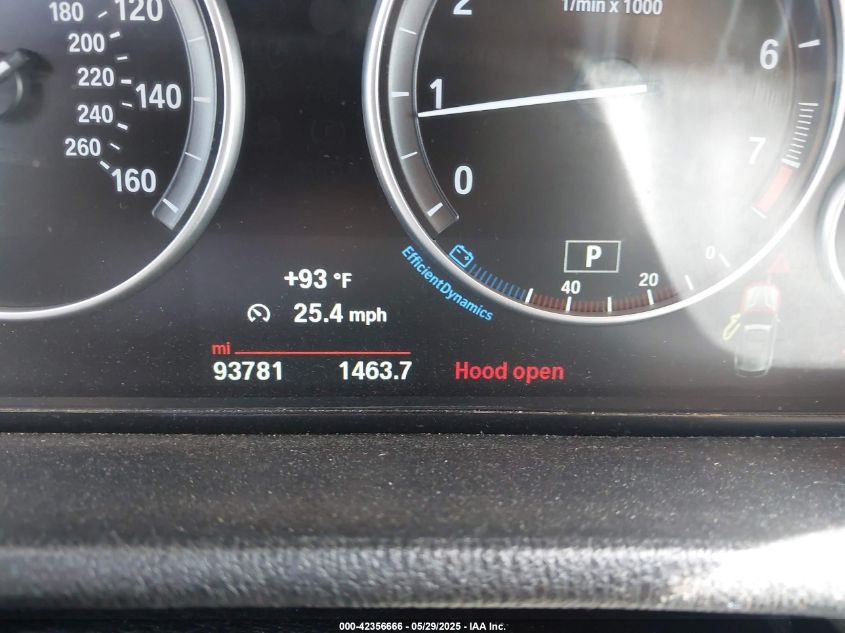 180 120
200
220 140
240
260
160
2
1/min x 1000
6
1
7
0
P
EfficientDynamics
40 20 0
+93 °F
25.4 mph
mi
93781 1463.7 Hood open
000-42356666 - 05/29/2025 - IAA Inc.